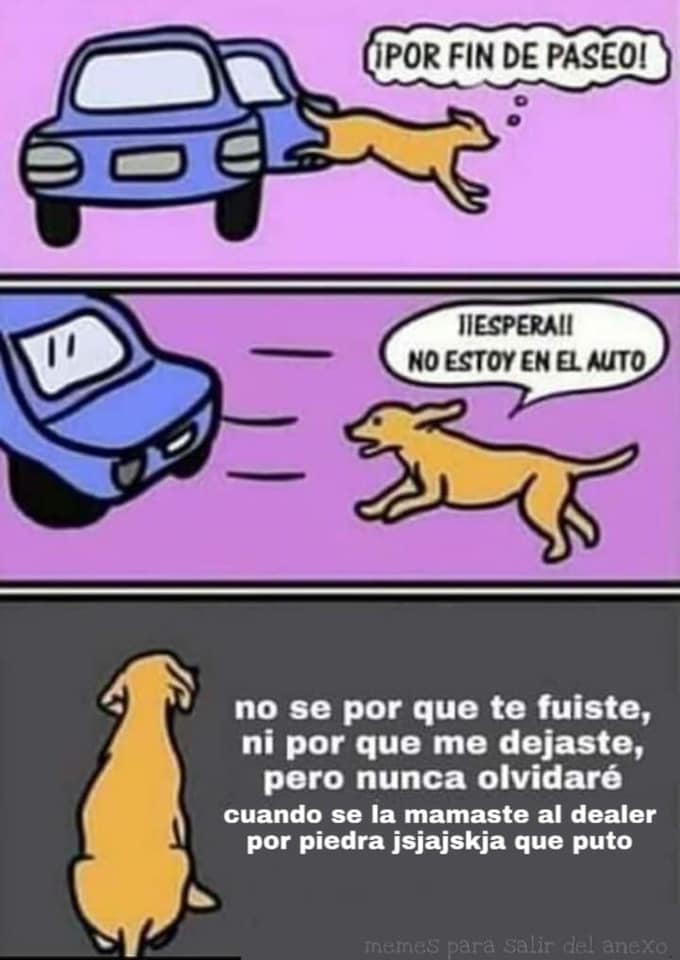 ¡POR FIN DE PASEO!
¡¡ESPERA!!
NO ESTOY EN EL AUTO
no se por que te fuiste,
ni por que me dejaste,
pero nunca olvidaré
cuando se la mamaste al dealer
por piedra jsjajskja que puto
memes para salir del anexo